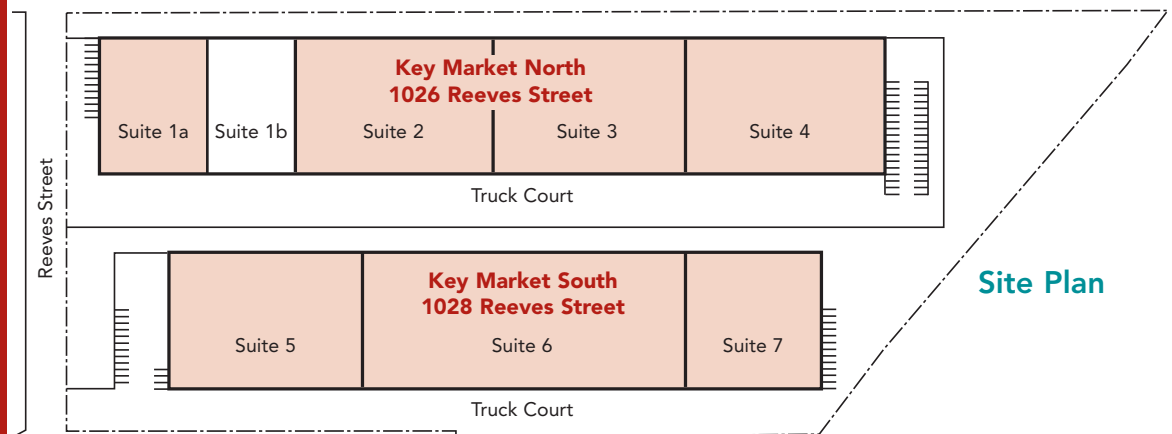 Key Market North
1026 Reeves Street
Suite 1a
Suite 1b
Suite 2
Suite 3
Suite 4
Truck Court
Reeves Street
Key Market South
1028 Reeves Street
Site Plan
Suite 5
Suite 6
Suite 7
Truck Court